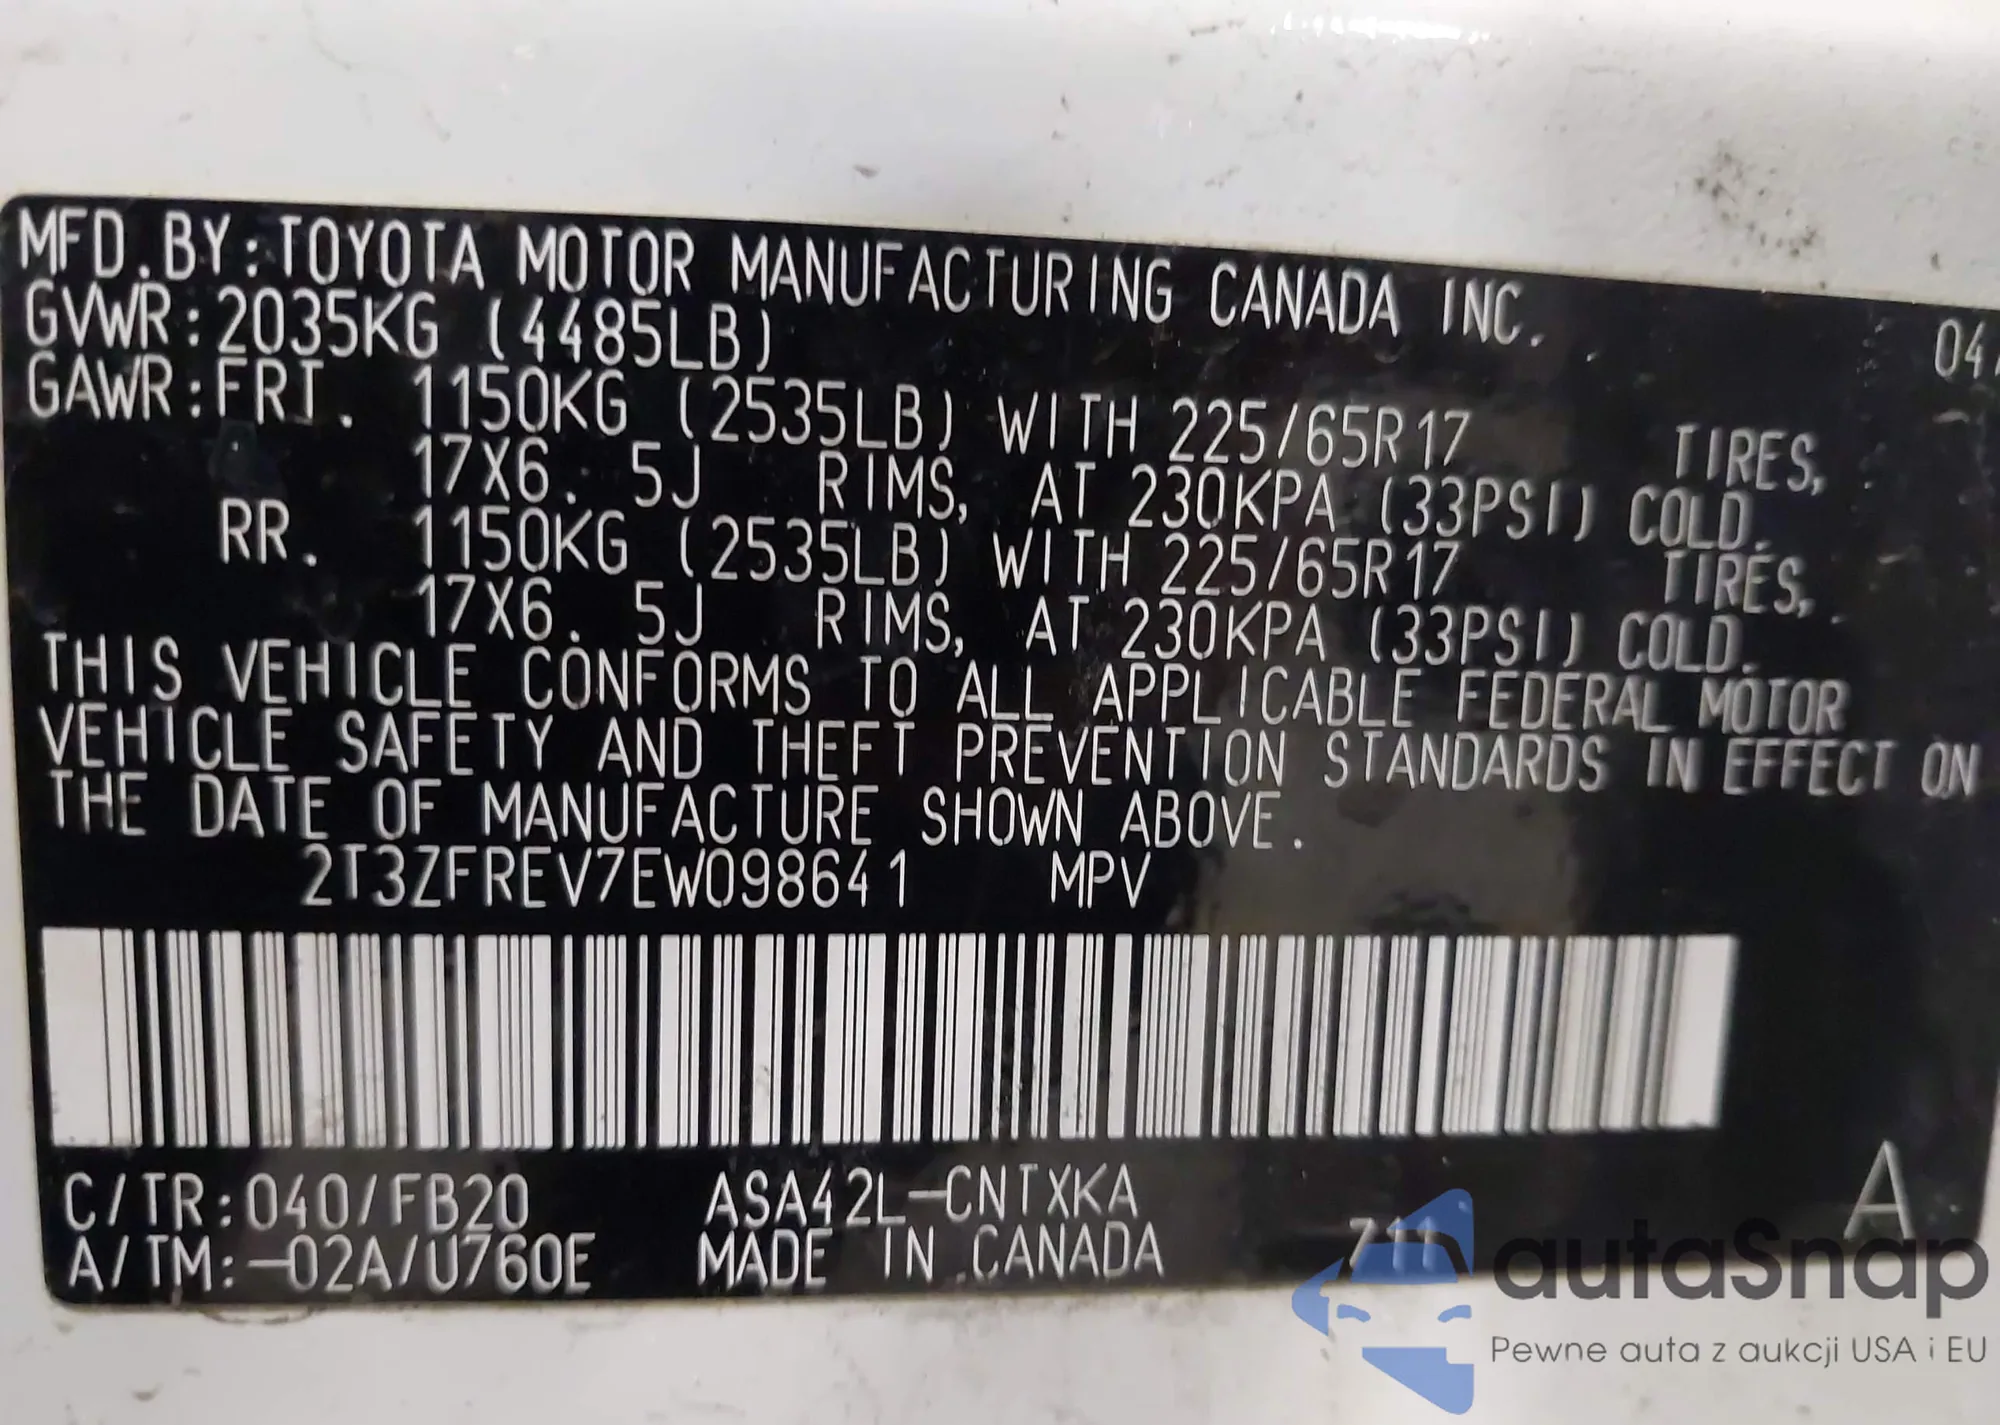 MFD.BY:TOYOTA MOTOR MANUFACTURING CANADA INC. 04/
GVWR:2035KG (4485LB)
GAWR:FRT. 1150KG (2535LB) WITH 225/65R17 TIRES,
17X6.5J RIMS, AT 230KPA (33PSI) COLD.
RR. 1150KG (2535LB) WITH 225/65R17 TIRES,
17X6.5J RIMS, AT 230KPA (33PSI) COLD.
THIS VEHICLE CONFORMS TO ALL APPLICABLE FEDERAL MOTOR
VEHICLE SAFETY AND THEFT PREVENTION STANDARDS IN EFFECT ON
THE DATE OF MANUFACTURE SHOWN ABOVE.
2T3ZFREV7EW098641 MPV
C/TR:040/FB20 ASA42L-CNTXKA A
A/TM:-02A/U760E MADE IN CANADA 711
autaSnap
Pewne auta z aukcji USA i EU